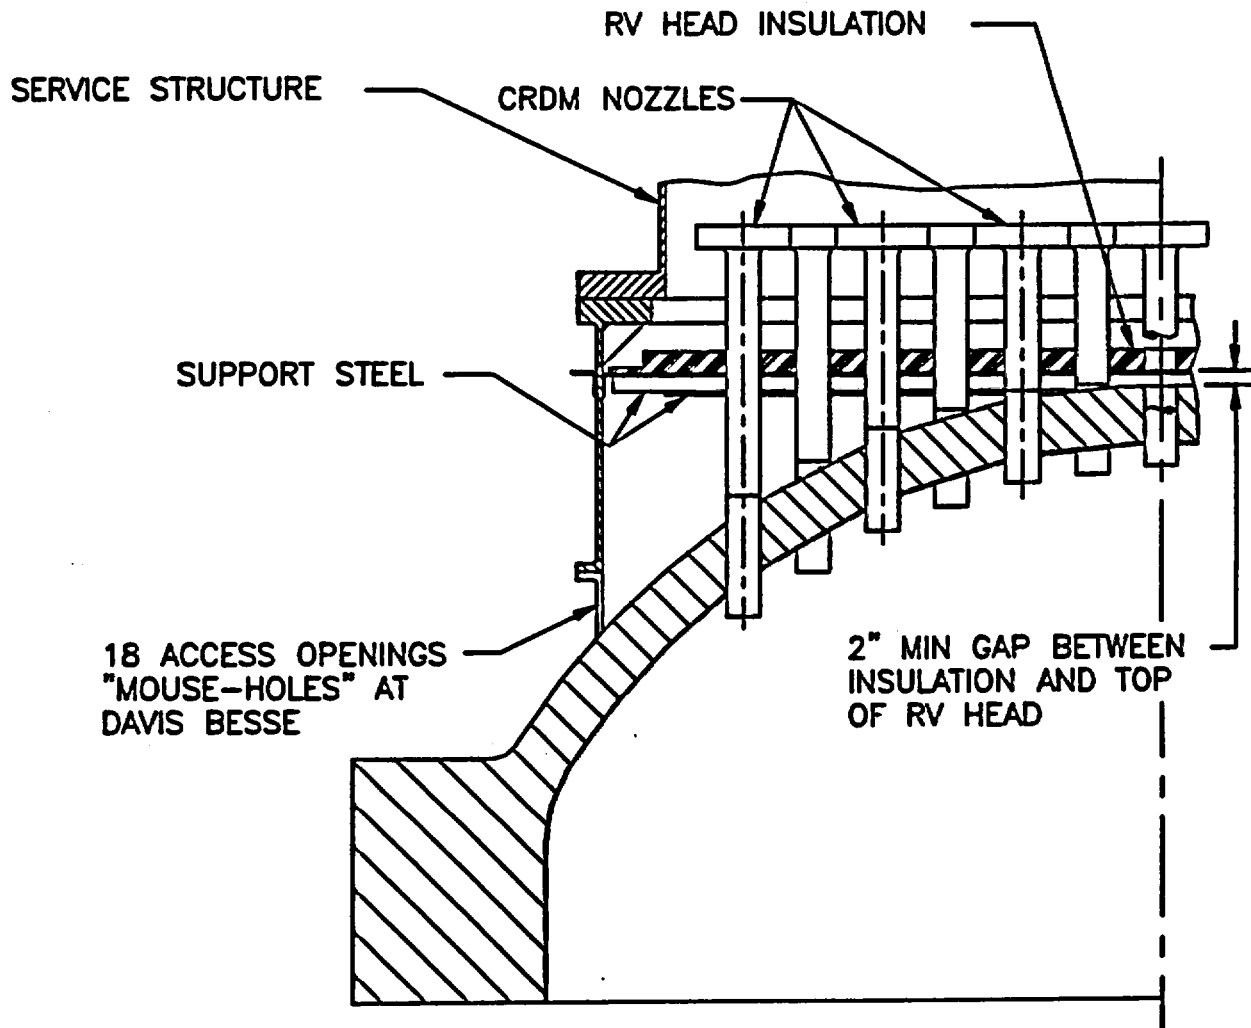 RV HEAD INSULATION
SERVICE STRUCTURE
CRDM NOZZLES
SUPPORT STEEL
18 ACCESS OPENINGS
"MOUSE-HOLES" AT
DAVIS BESSE
2" MIN GAP BETWEEN
INSULATION AND TOP
OF RV HEAD